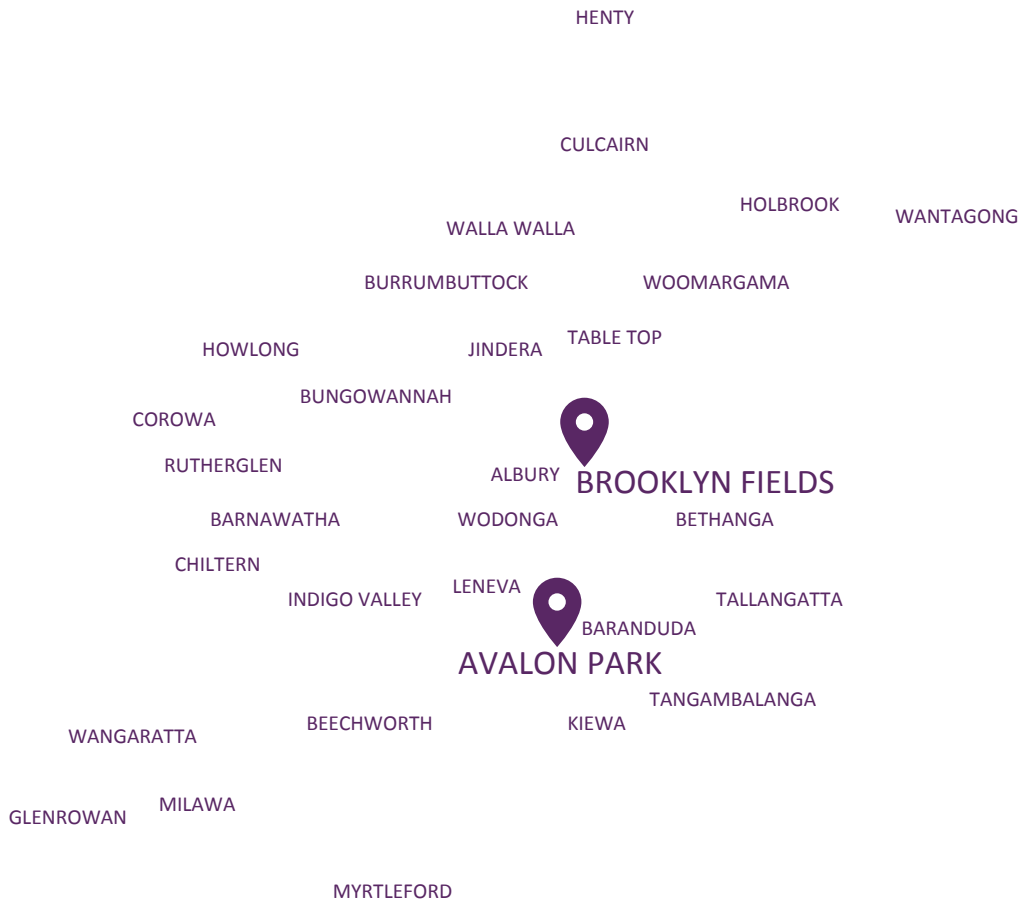 HENTY
CULCAIRN
HOLBROOK
WANTAGONG
WALLA WALLA
BURRUMBUTTOCK
WOOMARGAMA
TABLE TOP
HOWLONG
JINDERA
BUNGOWANNAH
COROWA
RUTHERGLEN
ALBURY
BROOKLYN FIELDS
BARNAWATHA
WODONGA
BETHANGA
CHILTERN
LENEVA
INDIGO VALLEY
TALLANGATTA
BARANDUDA
AVALON PARK
TANGAMBALANGA
BEECHWORTH
KIEWA
WANGARATTA
MILAWA
GLENROWAN
MYRTLEFORD